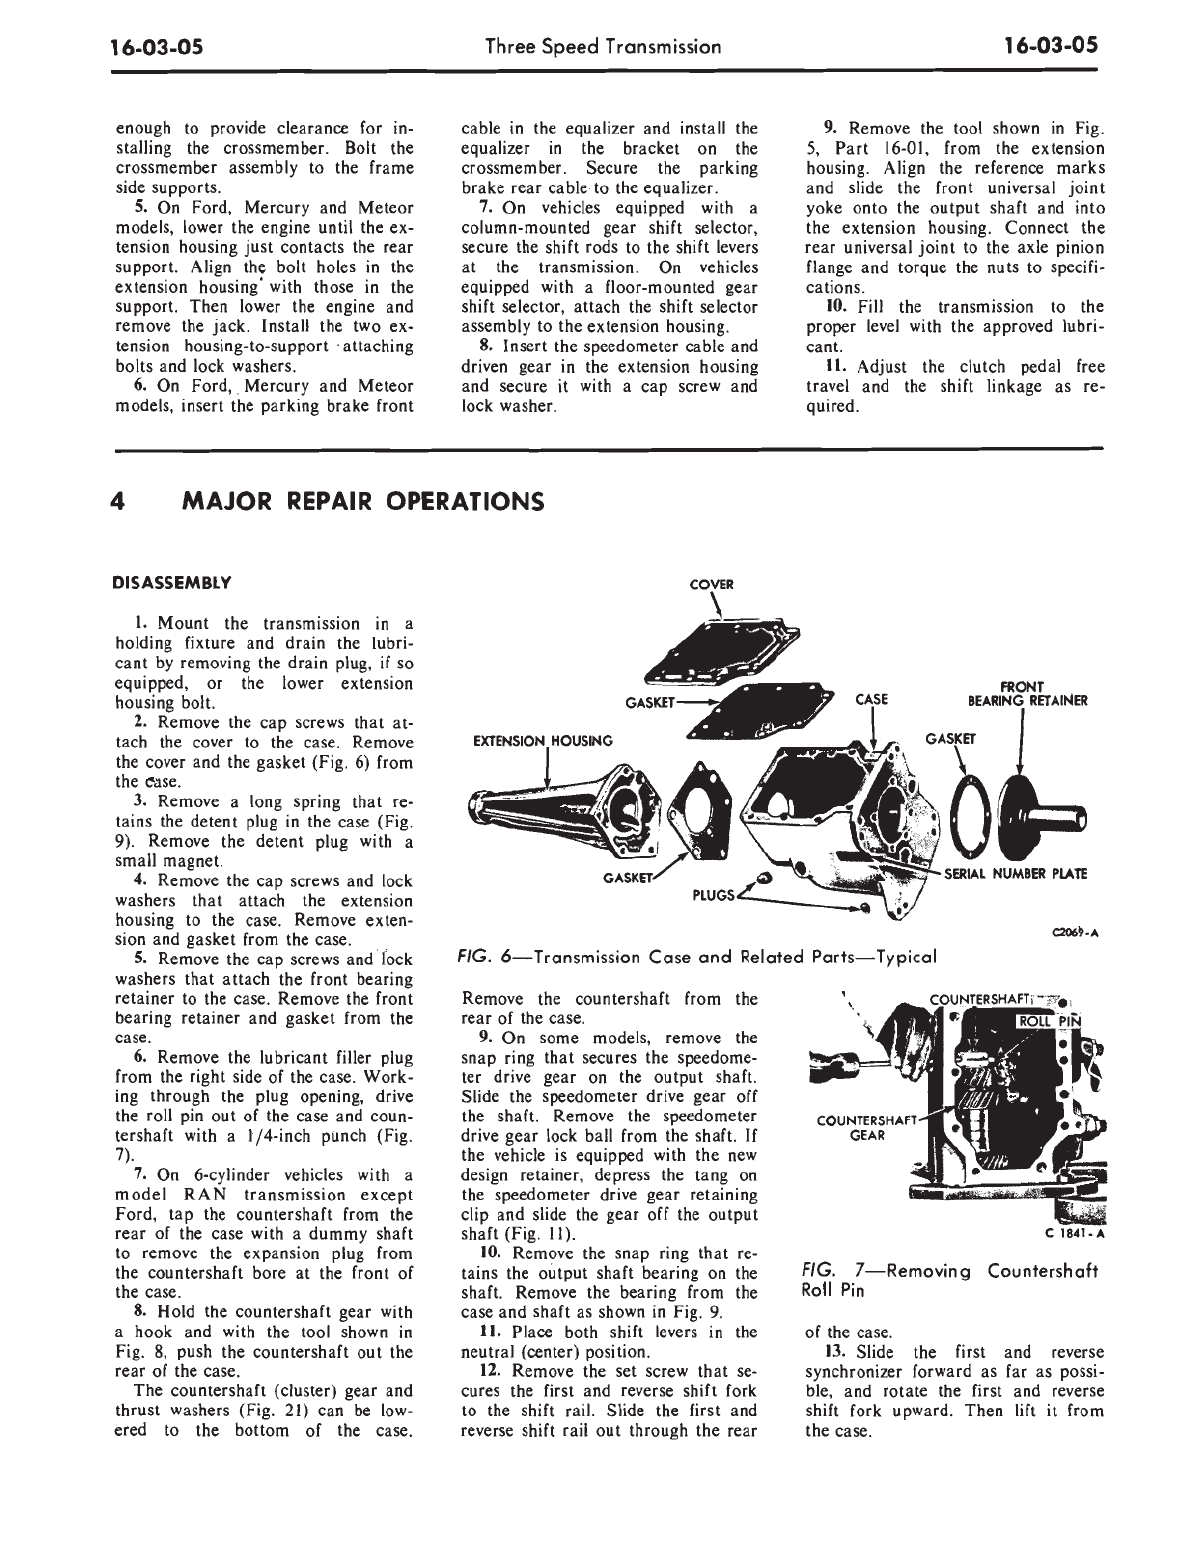 16-03-05
Three Speed Transmission
16-03-05
enough to provide clearance for in-
stalling the crossmember. Bolt the
crossmember assembly to the frame
side supports.
5. On Ford, Mercury and Meteor
models, lower the engine until the ex-
tension housing just contacts the rear
support. Align the bolt holes in the
extension housing with those in the
support. Then lower the engine and
remove the jack. Install the two ex-
tension housing-to-support attaching
bolts and lock washers.
6. On Ford, Mercury and Meteor
models, insert the parking brake front
cable in the equalizer and install the
equalizer in the bracket on the
crossmember. Secure the parking
brake rear cable to the equalizer.
7. On vehicles equipped with a
column-mounted gear shift selector,
secure the shift rods to the shift levers
at the transmission. On vehicles
equipped with a floor-mounted gear
shift selector, attach the shift selector
assembly to the extension housing.
8. Insert the speedometer cable and
driven gear in the extension housing
and secure it with a cap screw and
lock washer.
9. Remove the tool shown in Fig.
5, Part 16-01, from the extension
housing. Align the reference marks
and slide the front universal joint
yoke onto the output shaft and into
the extension housing. Connect the
rear universal joint to the axle pinion
flange and torque the nuts to specifi-
cations.
10. Fill the transmission to the
proper level with the approved lubri-
cant.
11. Adjust the clutch pedal free
travel and the shift linkage as re-
quired.
4 MAJOR REPAIR OPERATIONS
DISASSEMBLY
1. Mount the transmission in a
holding fixture and drain the lubri-
cant by removing the drain plug, if so
equipped, or the lower extension
housing bolt.
2. Remove the cap screws that at-
tach the cover to the case. Remove
the cover and the gasket (Fig. 6) from
the case.
3. Remove a long spring that re-
tains the detent plug in the case (Fig.
9). Remove the detent plug with a
small magnet.
4. Remove the cap screws and lock
washers that attach the extension
housing to the case. Remove exten-
sion and gasket from the case.
5. Remove the cap screws and lock
washers that attach the front bearing
retainer to the case. Remove the front
bearing retainer and gasket from the
case.
6. Remove the lubricant filler plug
from the right side of the case. Work-
ing through the plug opening, drive
the roll pin out of the case and coun-
tershaft with a 1/4-inch punch (Fig.
7).
7. On 6-cylinder vehicles with a
model RAN transmission except
Ford, tap the countershaft from the
rear of the case with a dummy shaft
to remove the expansion plug from
the countershaft bore at the front of
the case.
8. Hold the countershaft gear with
a hook and with the tool shown in
Fig. 8, push the countershaft out the
rear of the case.
The countershaft (cluster) gear and
thrust washers (Fig. 21) can be low-
ered to the bottom of the case.
COVER
GASKET
CASE
FRONT
BEARING RETAINER
EXTENSION HOUSING
GASKET
GASKET
PLUGS
SERIAL NUMBER PLATE
FIG. 6—Transmission Case and Related Parts—Typical
Remove the countershaft from the
rear of the case.
9. On some models, remove the
snap ring that secures the speedome-
ter drive gear on the output shaft.
Slide the speedometer drive gear off
the shaft. Remove the speedometer
drive gear lock ball from the shaft. If
the vehicle is equipped with the new
design retainer, depress the tang on
the speedometer drive gear retaining
clip and slide the gear off the output
shaft (Fig. 11).
10. Remove the snap ring that re-
tains the output shaft bearing on the
shaft. Remove the bearing from the
case and shaft as shown in Fig. 9.
11. Place both shift levers in the
neutral (center) position.
12. Remove the set screw that se-
cures the first and reverse shift fork
to the shift rail. Slide the first and
reverse shift rail out through the rear
COUNTERSHAFT
ROLL PIN
COUNTERSHAFT
GEAR
C 1841-A
FIG. 7—Removing Countershaft
Roll Pin
of the case.
13. Slide the first and reverse
synchronizer forward as far as possi-
ble, and rotate the first and reverse
shift fork upward. Then lift it from
the case.